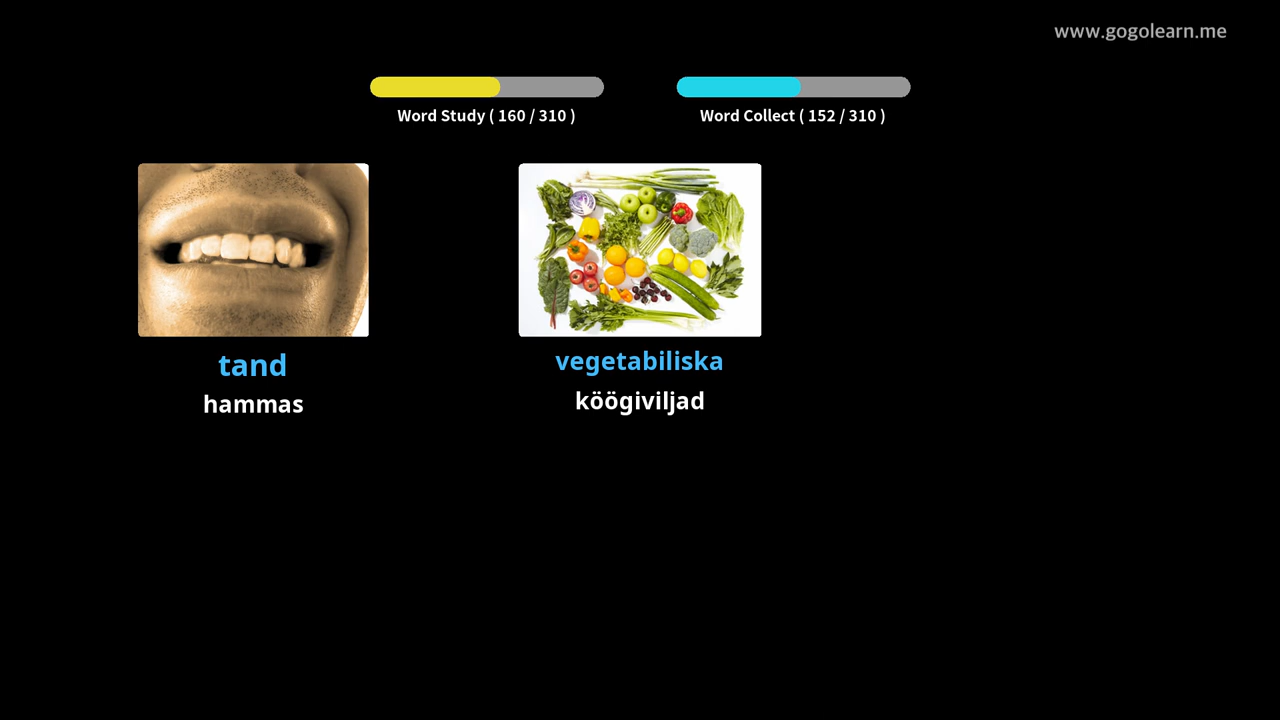 www.gogolearn.me
Word Study ( 160 / 310 )
Word Collect ( 152 / 310 )
tand
hammas
vegetabiliska
köögiviljad